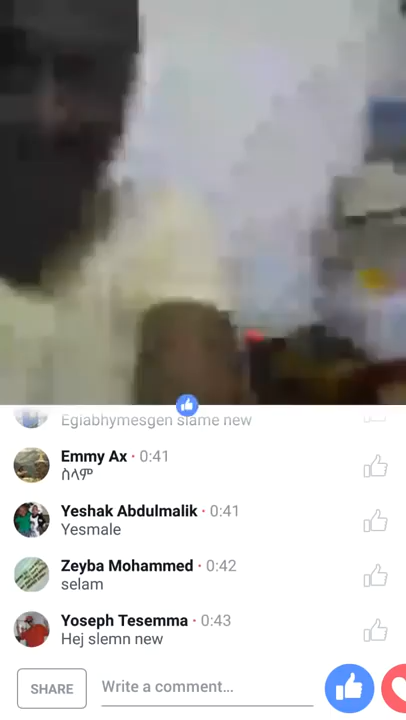 Egiabhymesgen slame new
Emmy Ax · 0:41
ስላም
Yeshak Abdulmalik · 0:41
Yesmale
Zeyba Mohammed · 0:42
selam
Yoseph Tesemma · 0:43
Hej slemn new
SHARE
Write a comment...